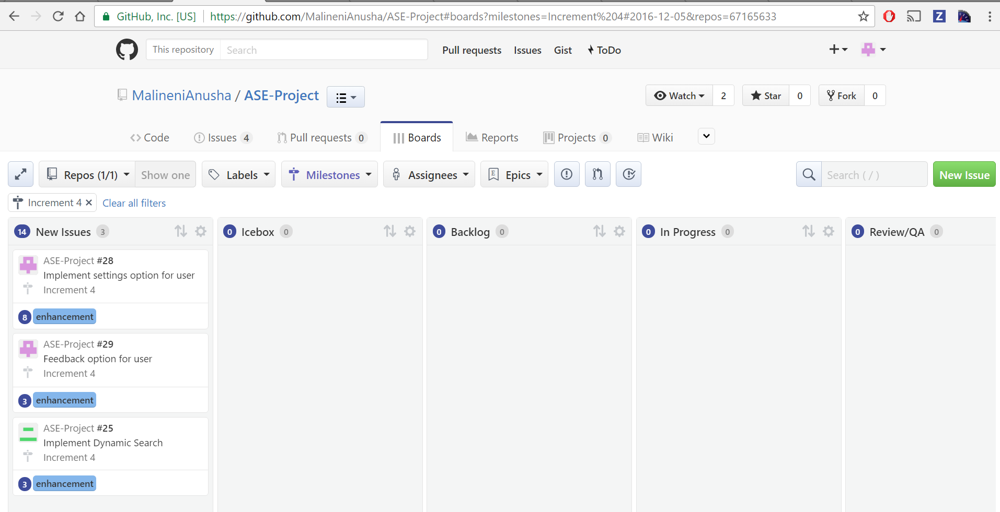 GitHub, Inc. [US] https://github.com/MalineniAnusha/ASE-Project#boards?milestones=Increment%204#2016-12-05&repos=67165633
This repository Search Pull requests Issues Gist ToDo
MalineniAnusha / ASE-Project Watch 2 Star 0 Fork 0
Code Issues 4 Pull requests 0 Boards Reports Projects 0 Wiki
Repos (1/1) Show one Labels Milestones Assignees E Epics Search ( / ) New Issue
Increment 4 Clear all filters
14 New Issues 3 0 Icebox 0 0 Backlog 0 0 In Progress 0 0 Review/QA 0
ASE-Project #28
Implement settings option for user
Increment 4
8 enhancement
ASE-Project #29
Feedback option for user
Increment 4
3 enhancement
ASE-Project #25
Implement Dynamic Search
Increment 4
3 enhancement